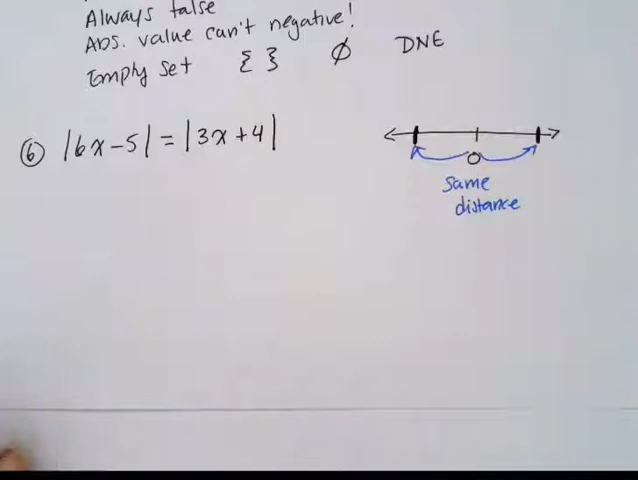 Always false
Abs. value can't negative!
Empty set { } Ø DNE
⑥ |6x-5| = |3x+4|
0
same
distance